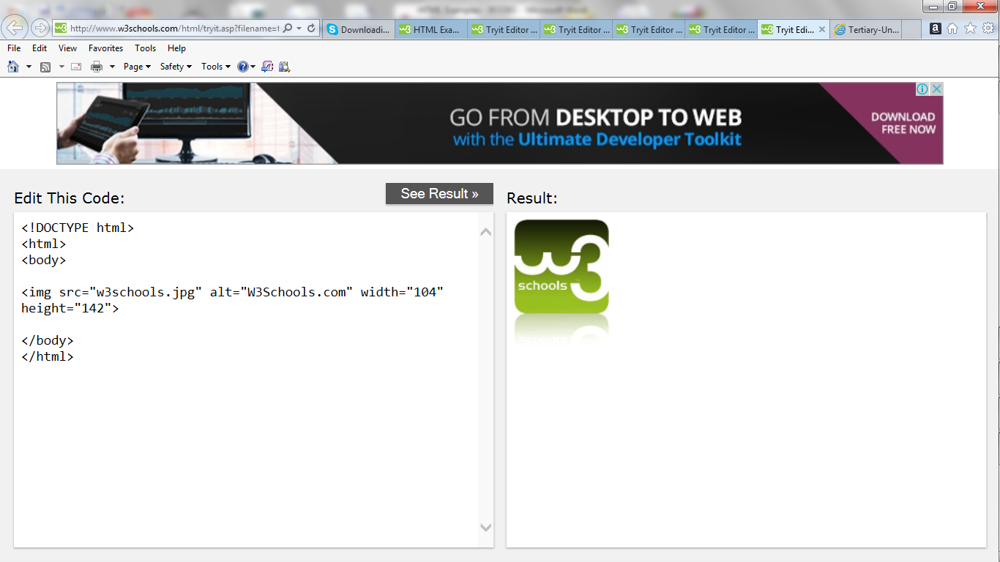 http://www.w3schools.com/html/tryit.asp?filename=t
Downloadi...
HTML Exa...
Tryit Editor ...
Tryit Editor ...
Tryit Editor ...
Tryit Editor ...
Tryit Edi...
Tertiary-Un...
File Edit View Favorites Tools Help
Page Safety Tools
GO FROM DESKTOP TO WEB
with the Ultimate Developer Toolkit
DOWNLOAD
FREE NOW
Edit This Code:
See Result »
Result:
<!DOCTYPE html>
<html>
<body>
<img src="w3schools.jpg" alt="W3Schools.com" width="104"
height="142">
</body>
</html>
w3
schools